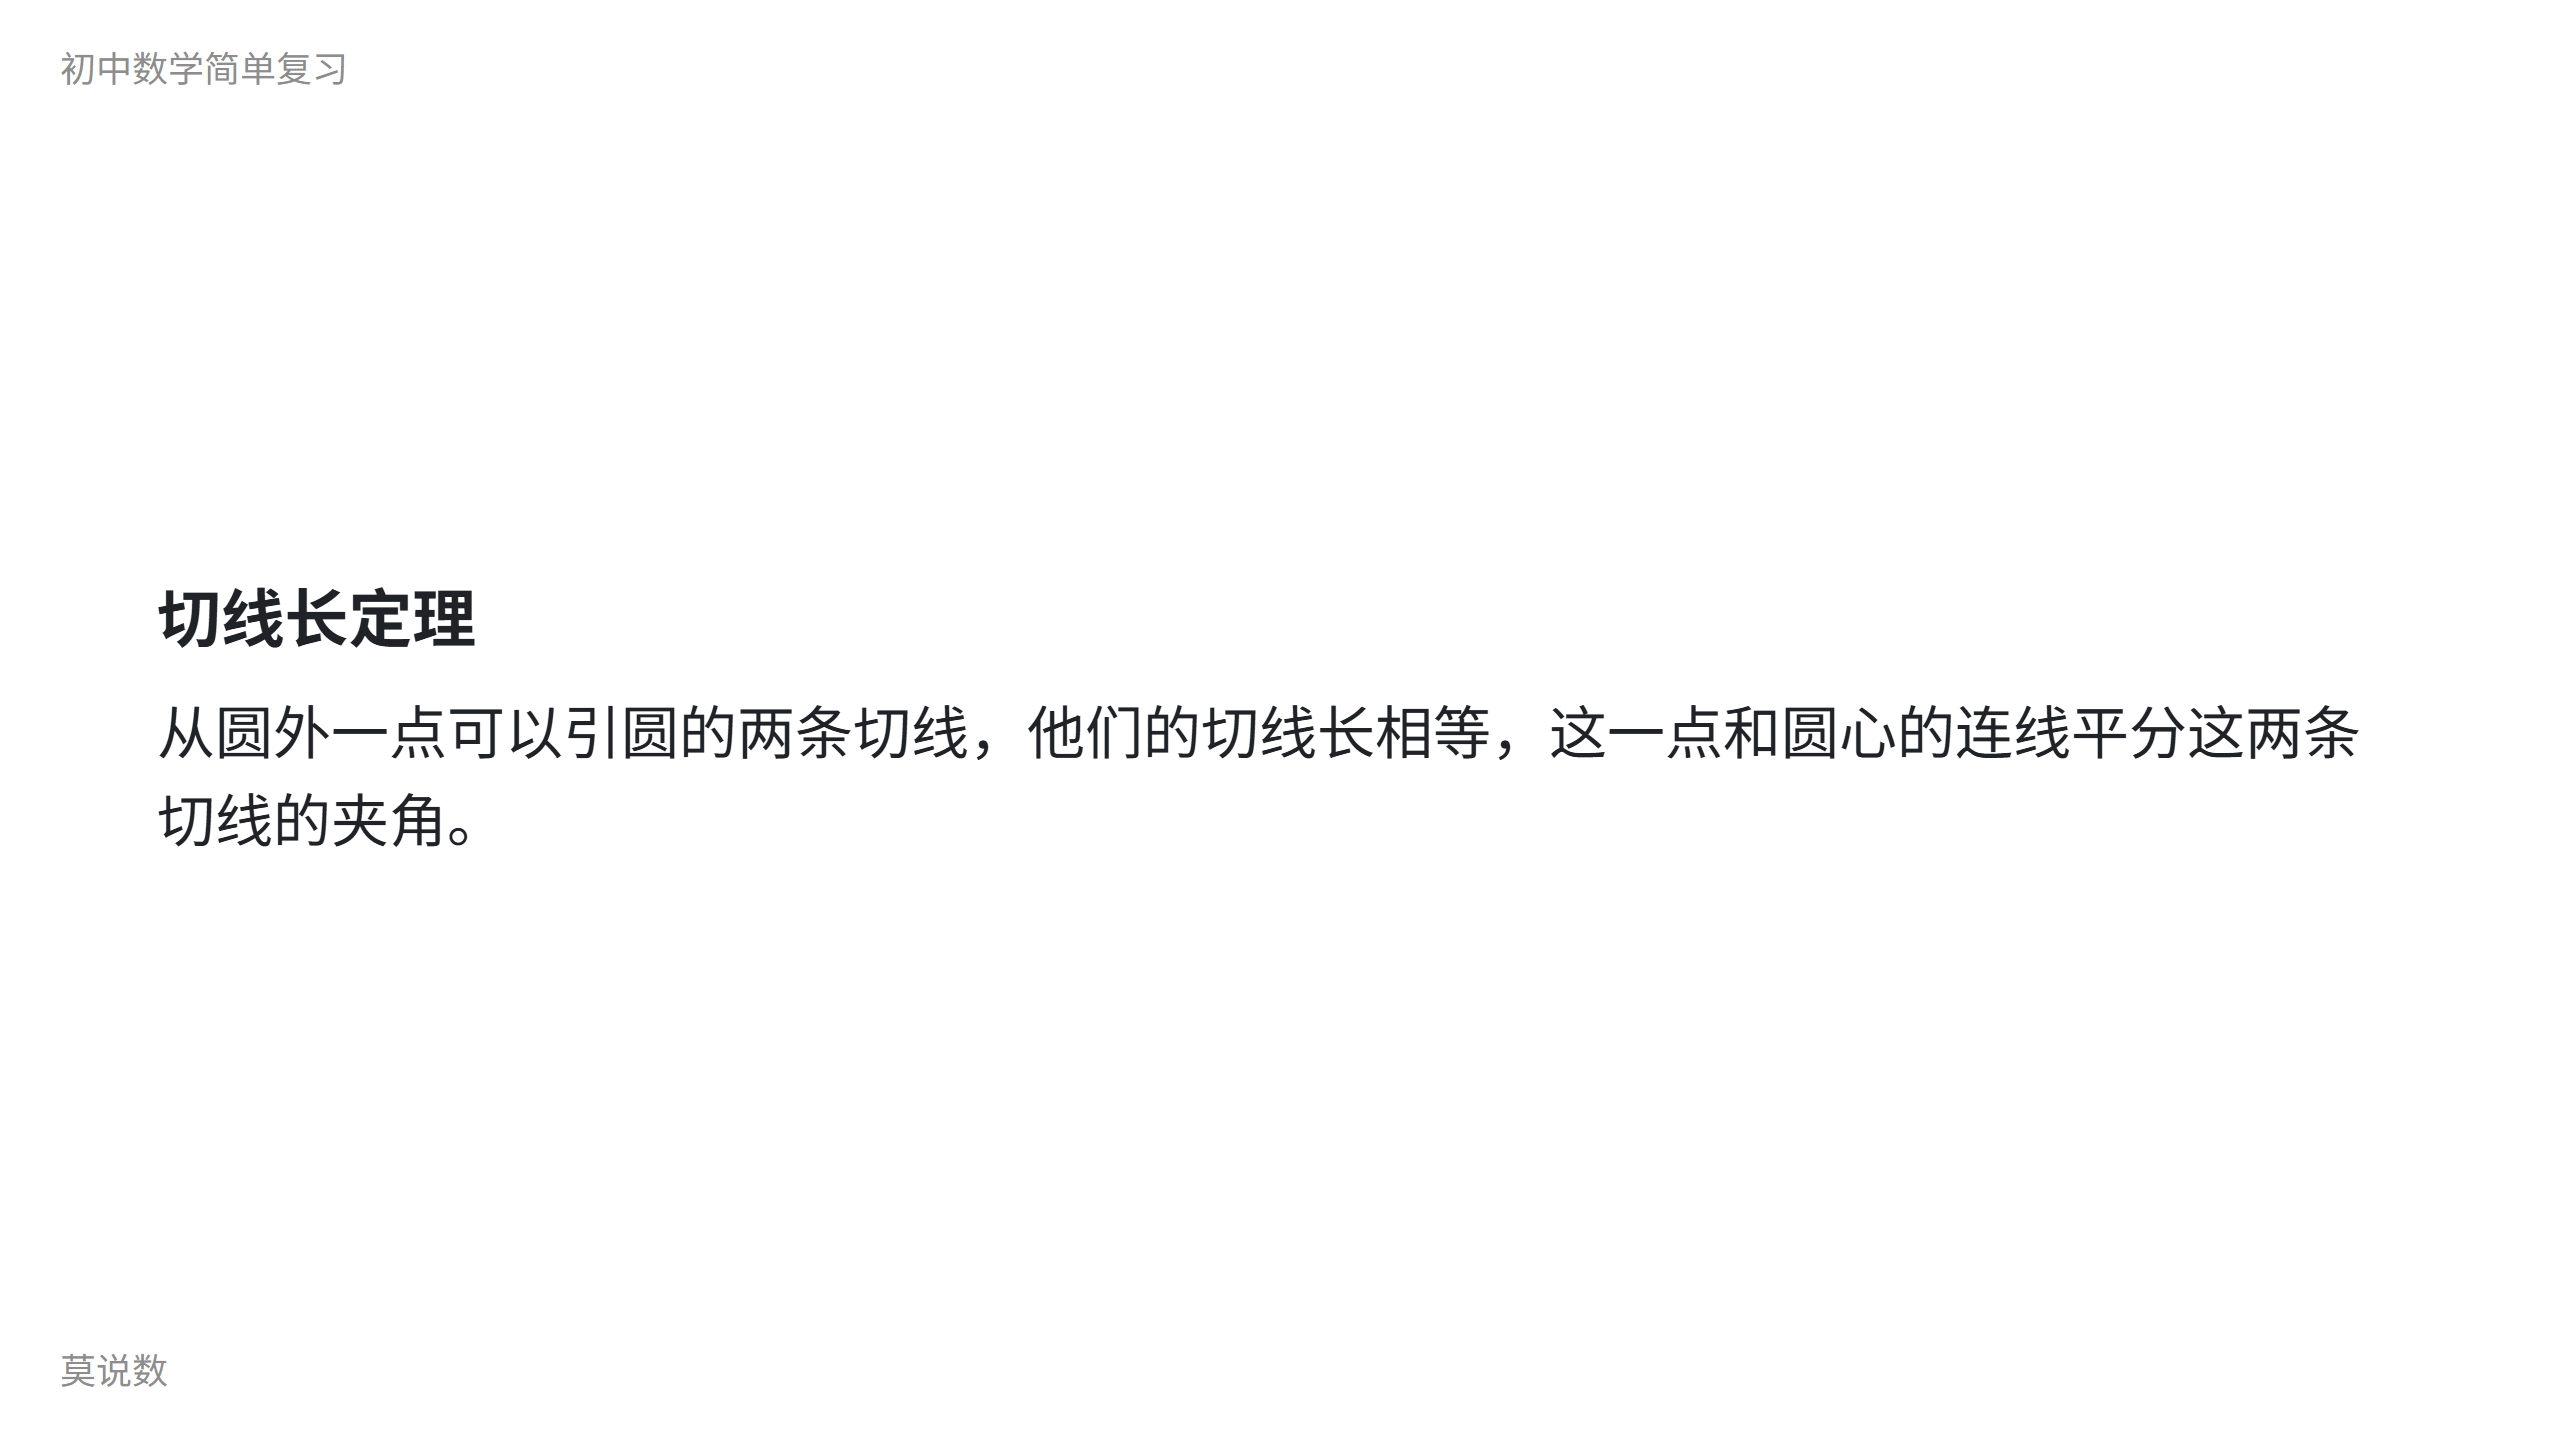 初中数学简单复习
切线长定理
从圆外一点可以引圆的两条切线，他们的切线长相等，这一点和圆心的连线平分这两条
切线的夹角。
莫说数